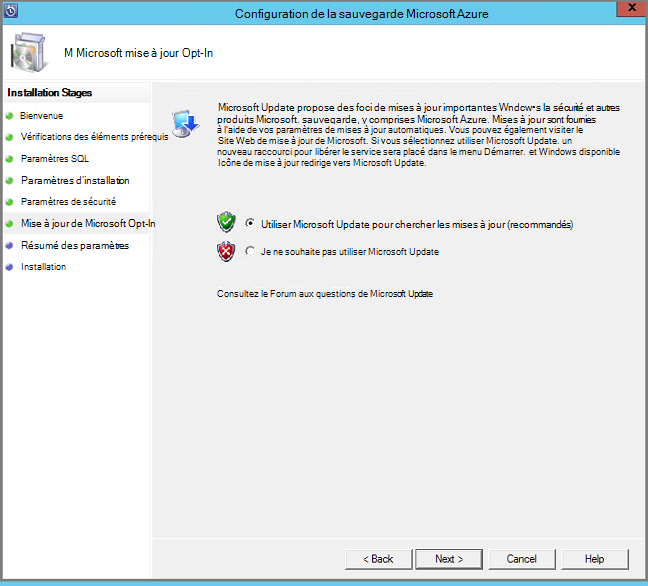 Configuration de la sauvegarde Microsoft Azure
X
M Microsoft mise à jour Opt-In
Installation Stages
Bienvenue
Vérifications des éléments prérequis
Paramètres SQL
Paramètres d'installation
Paramètres de sécurité
Mise à jour de Microsoft Opt-In
Résumé des paramètres
Installation
Microsoft Update propose des foci de mises à jour importantes Wndcw•s la sécurité et autres
produits Microsoft. sauvegarde, y comprises Microsoft Azure. Mises à jour sont fournies
à l'aide de vos paramètres de mises à jour automatiques. Vous pouvez également visiter le
Site Web de mise à jour de Microsoft. Si vous sélectionnez utiliser Microsoft Update. un
nouveau raccourci pour libérer le service sera placé dans le menu Démarrer. et Windows disponible
Icône de mise à jour redirige vers Microsoft Update.
Utiliser Microsoft Update pour chercher les mises à jour (recommandés)
Je ne souhaite pas utiliser Microsoft Update
Consultez le Forum aux questions de Microsoft Update
< Back
Next >
Cancel
Help